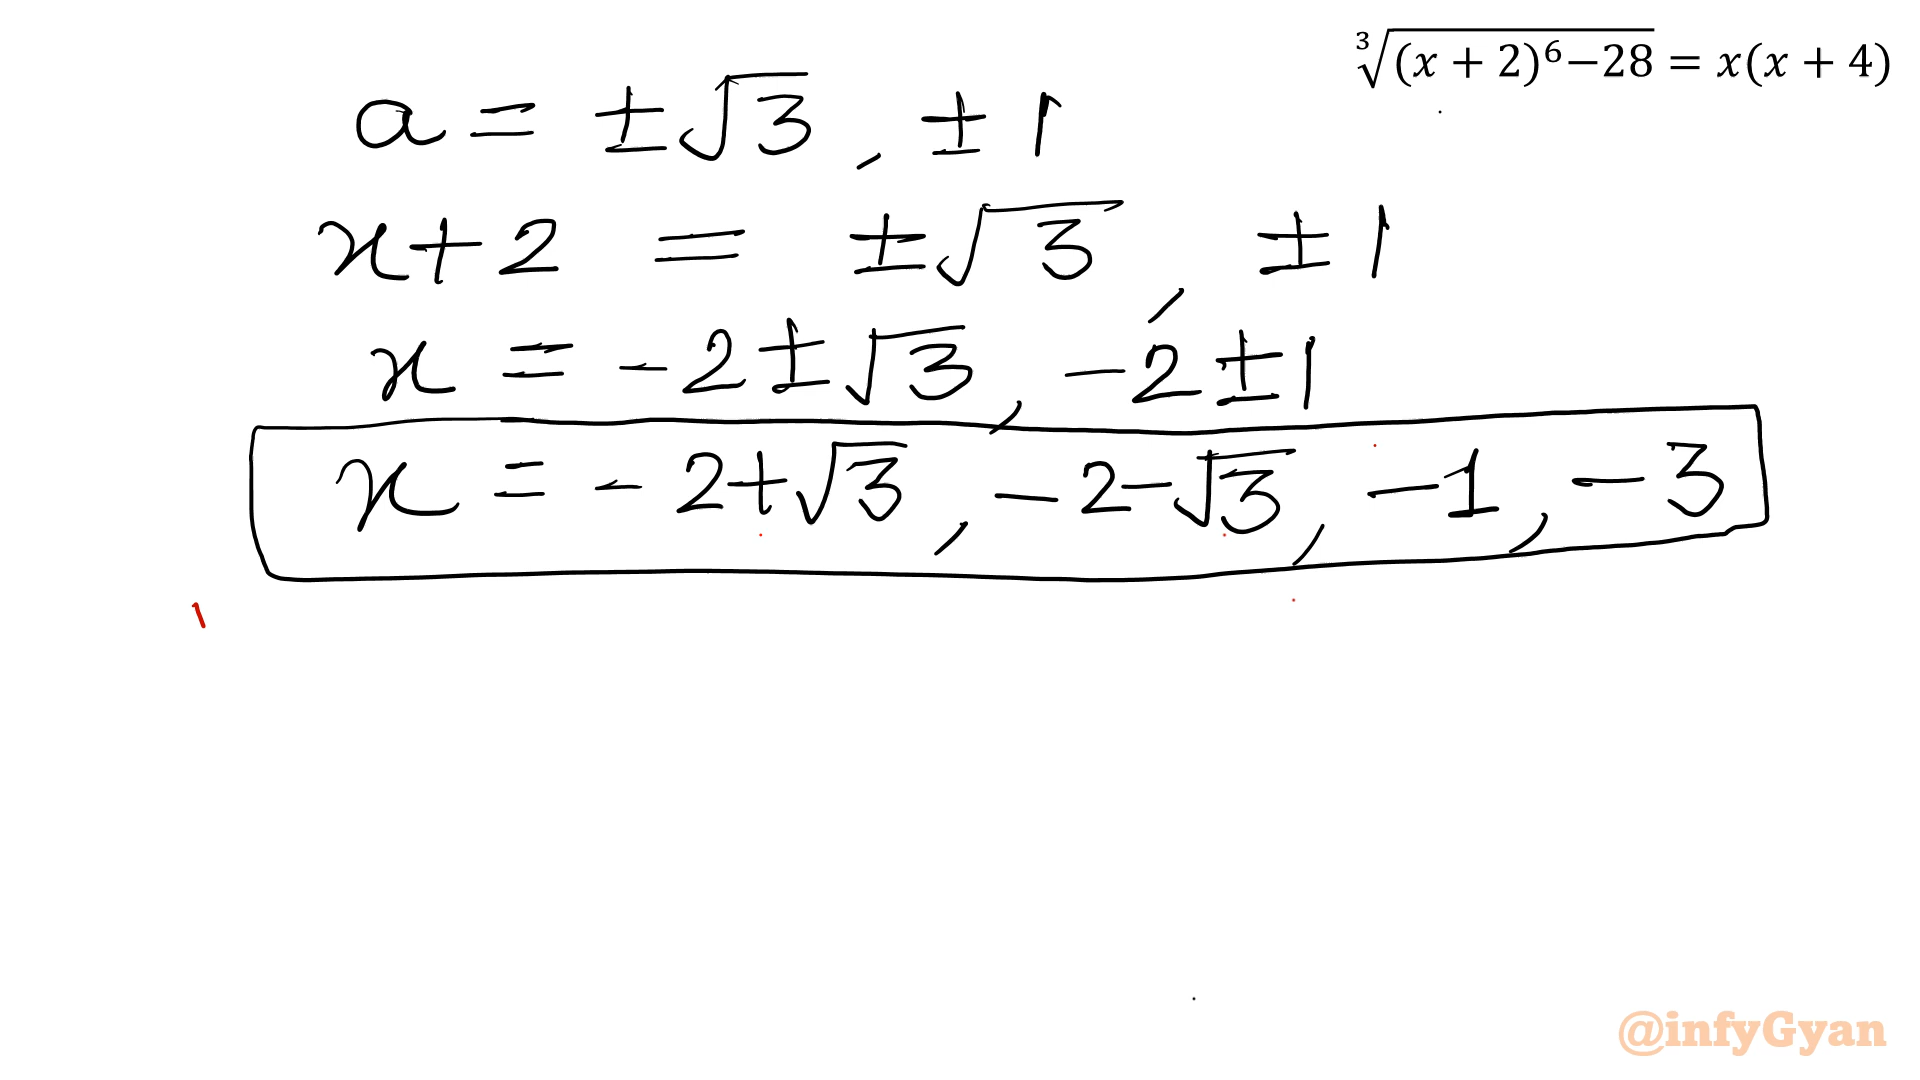 ∛((x + 2)⁶−28) = x(x + 4)
a = ±√3, ±1
x+2 = ±√3, ±1
x = -2±√3, -2±1
x = -2+√3, -2-√3, -1, -3
@infyGyan